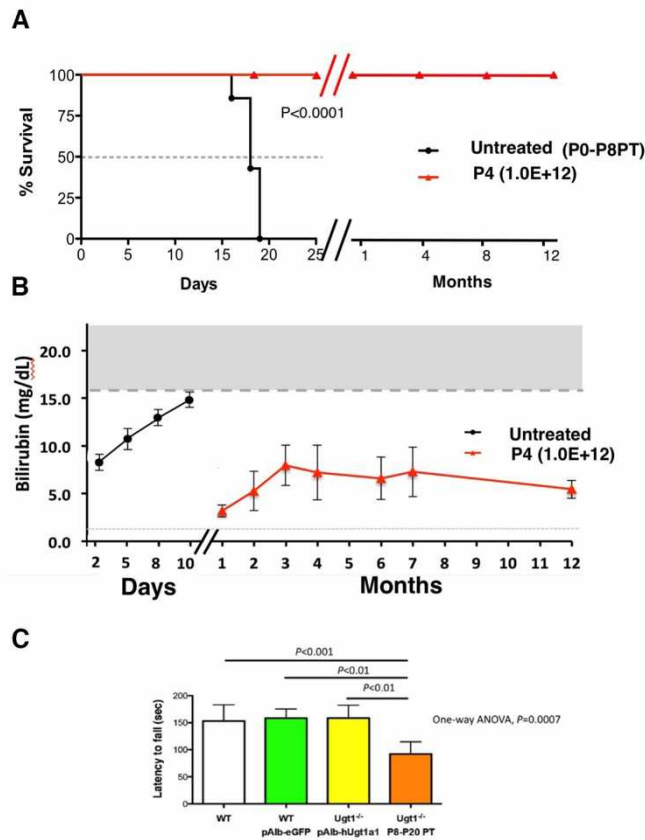 A
% Survival
100
75
50
25
0
P<0.0001
Untreated (P0-P8PT)
P4 (1.0E+12)
0 5 10 15 20 25 1 4 8 12
Days Months
B
Bilirubin (mg/dL)
20.0
15.0
10.0
5.0
0.0
Untreated
P4 (1.0E+12)
2 5 8 10 1 2 3 4 5 6 7 8 9 10 11 12
Days Months
C
P<0.001
P<0.01
P<0.01
Latency to fall (sec)
200
150
100
50
0
One-way ANOVA, P=0.0007
WT WT Ugt1-/- Ugt1-/-
pAlb-eGFP pAlb-hUgt1a1 P8-P20 PT